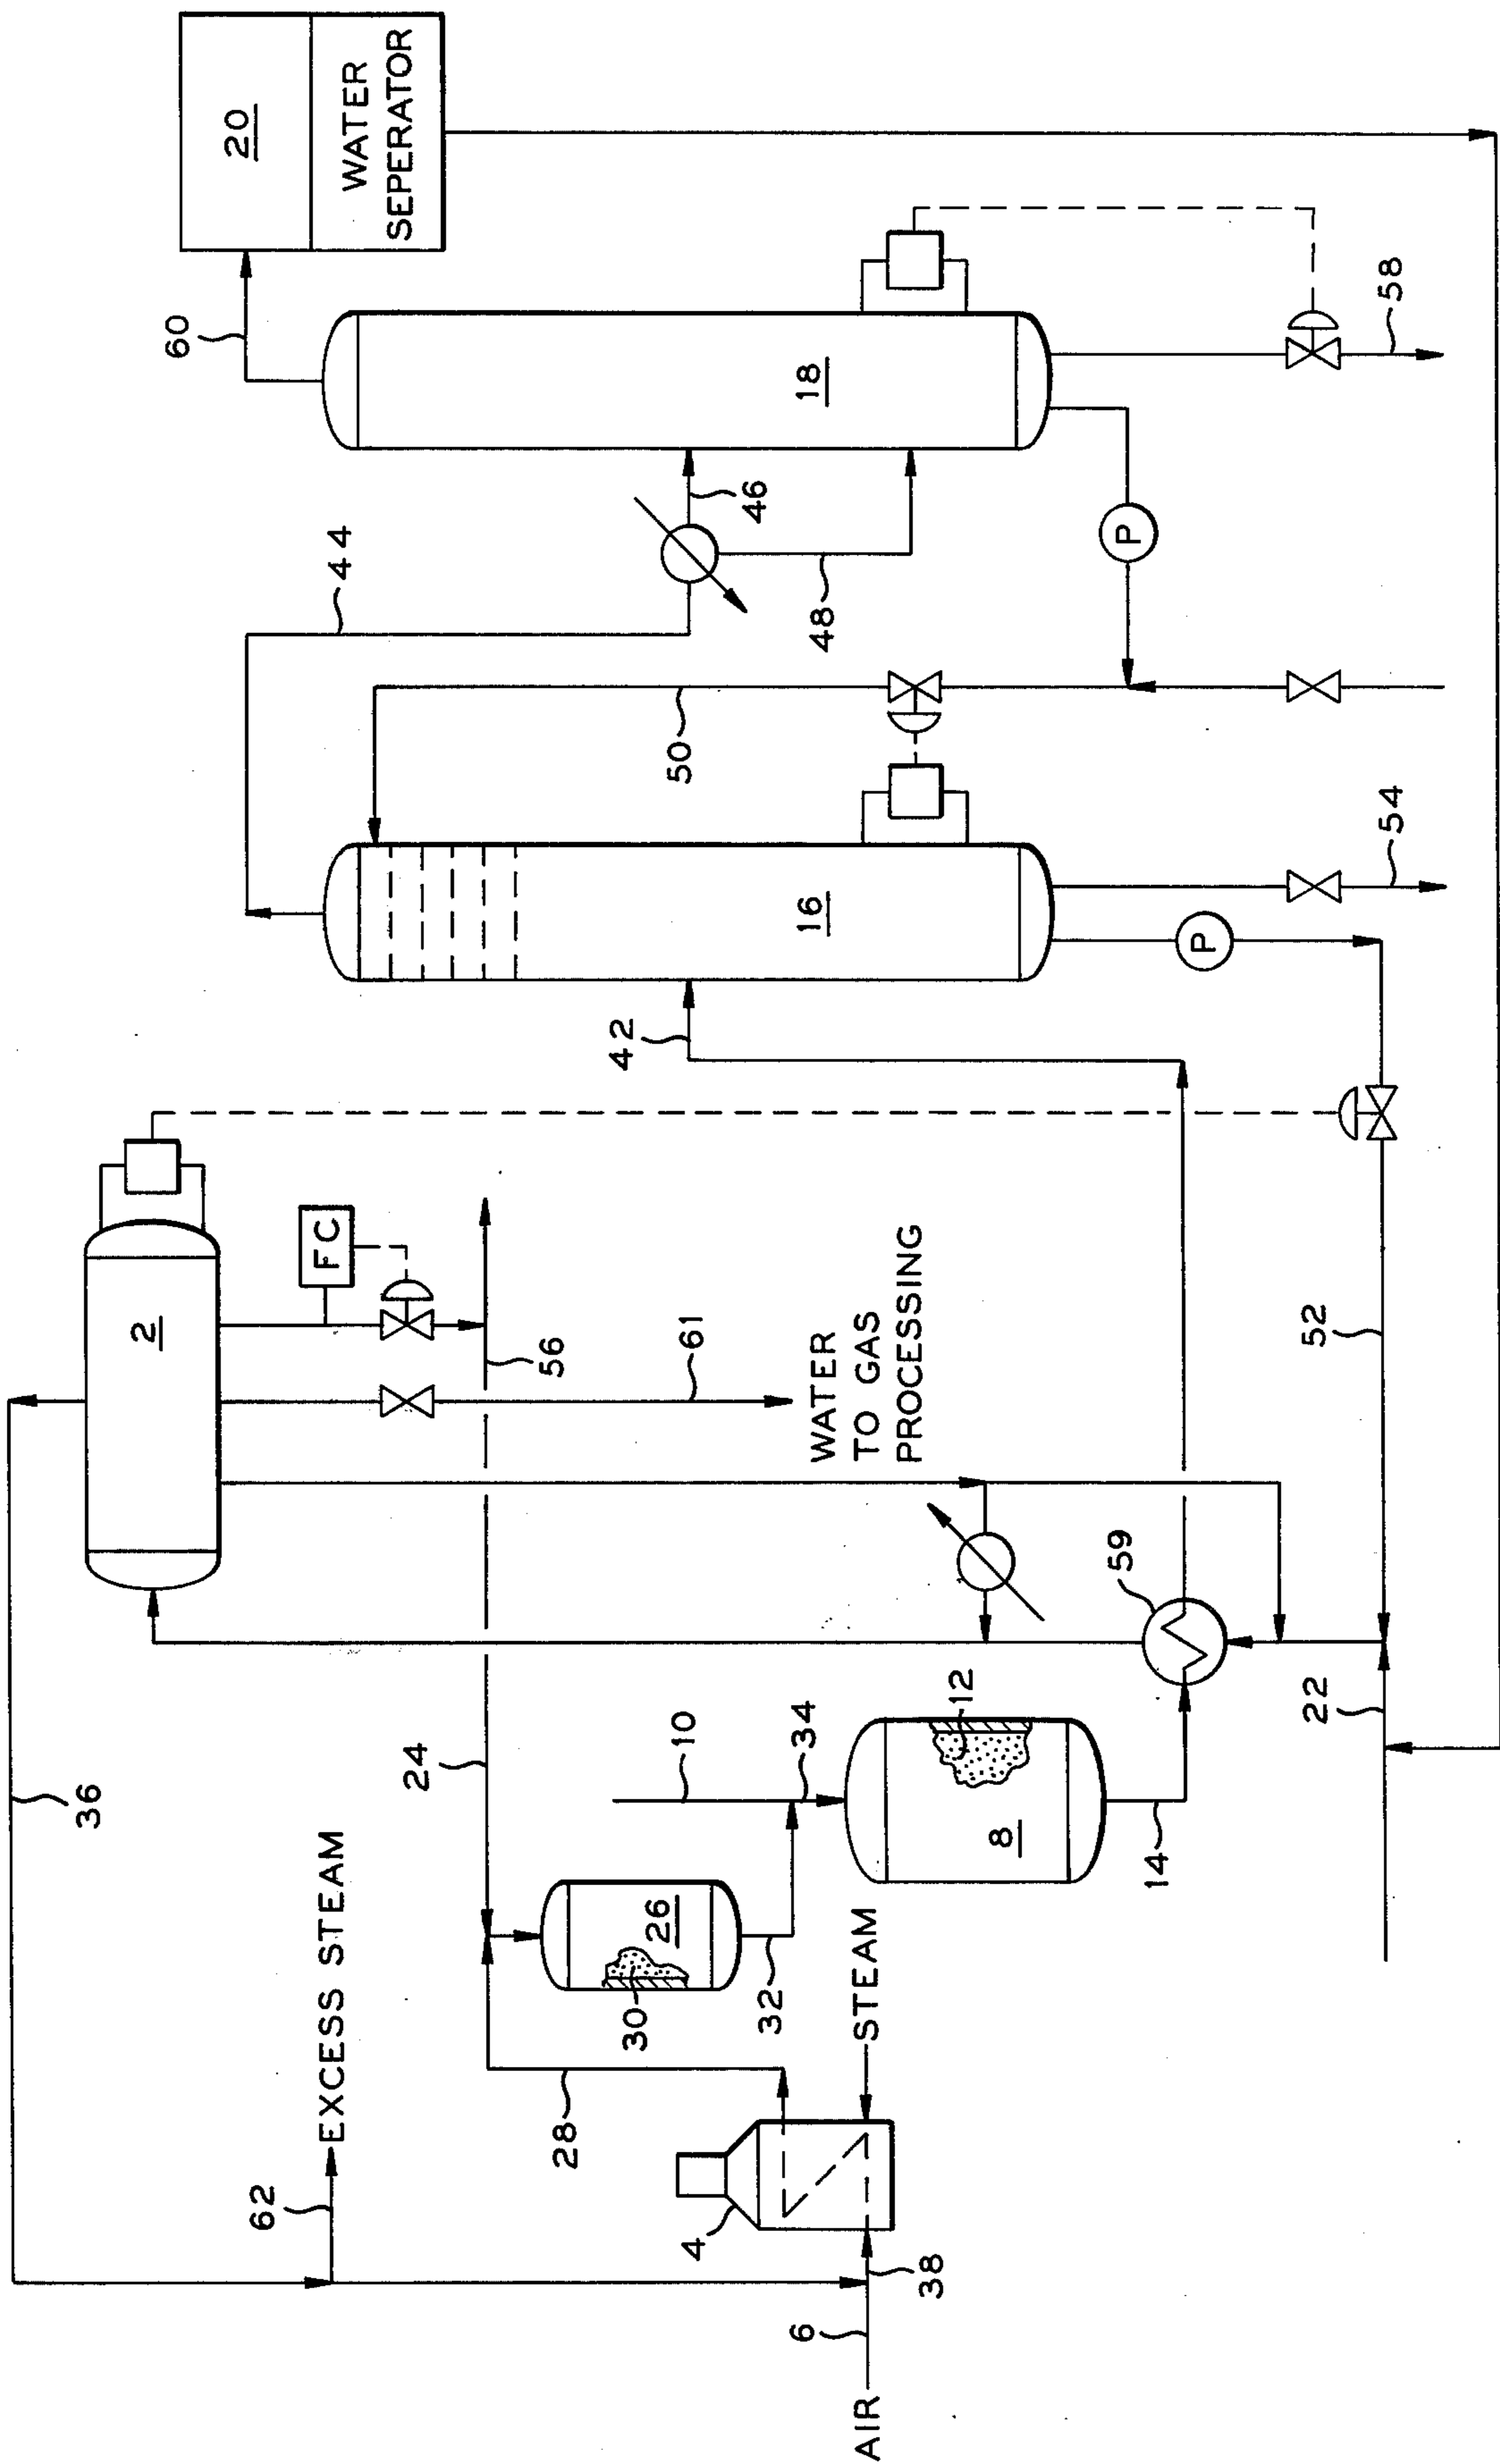 20
WATER
SEPERATOR
60
18
58
44
46
48
P
50
16
54
42
P
2
FC
56
61
WATER
TO GAS
PROCESSING
52
59
22
36
24
10
34
12
8
14
EXCESS STEAM
26
30
32
STEAM
28
62
4
38
6
AIR